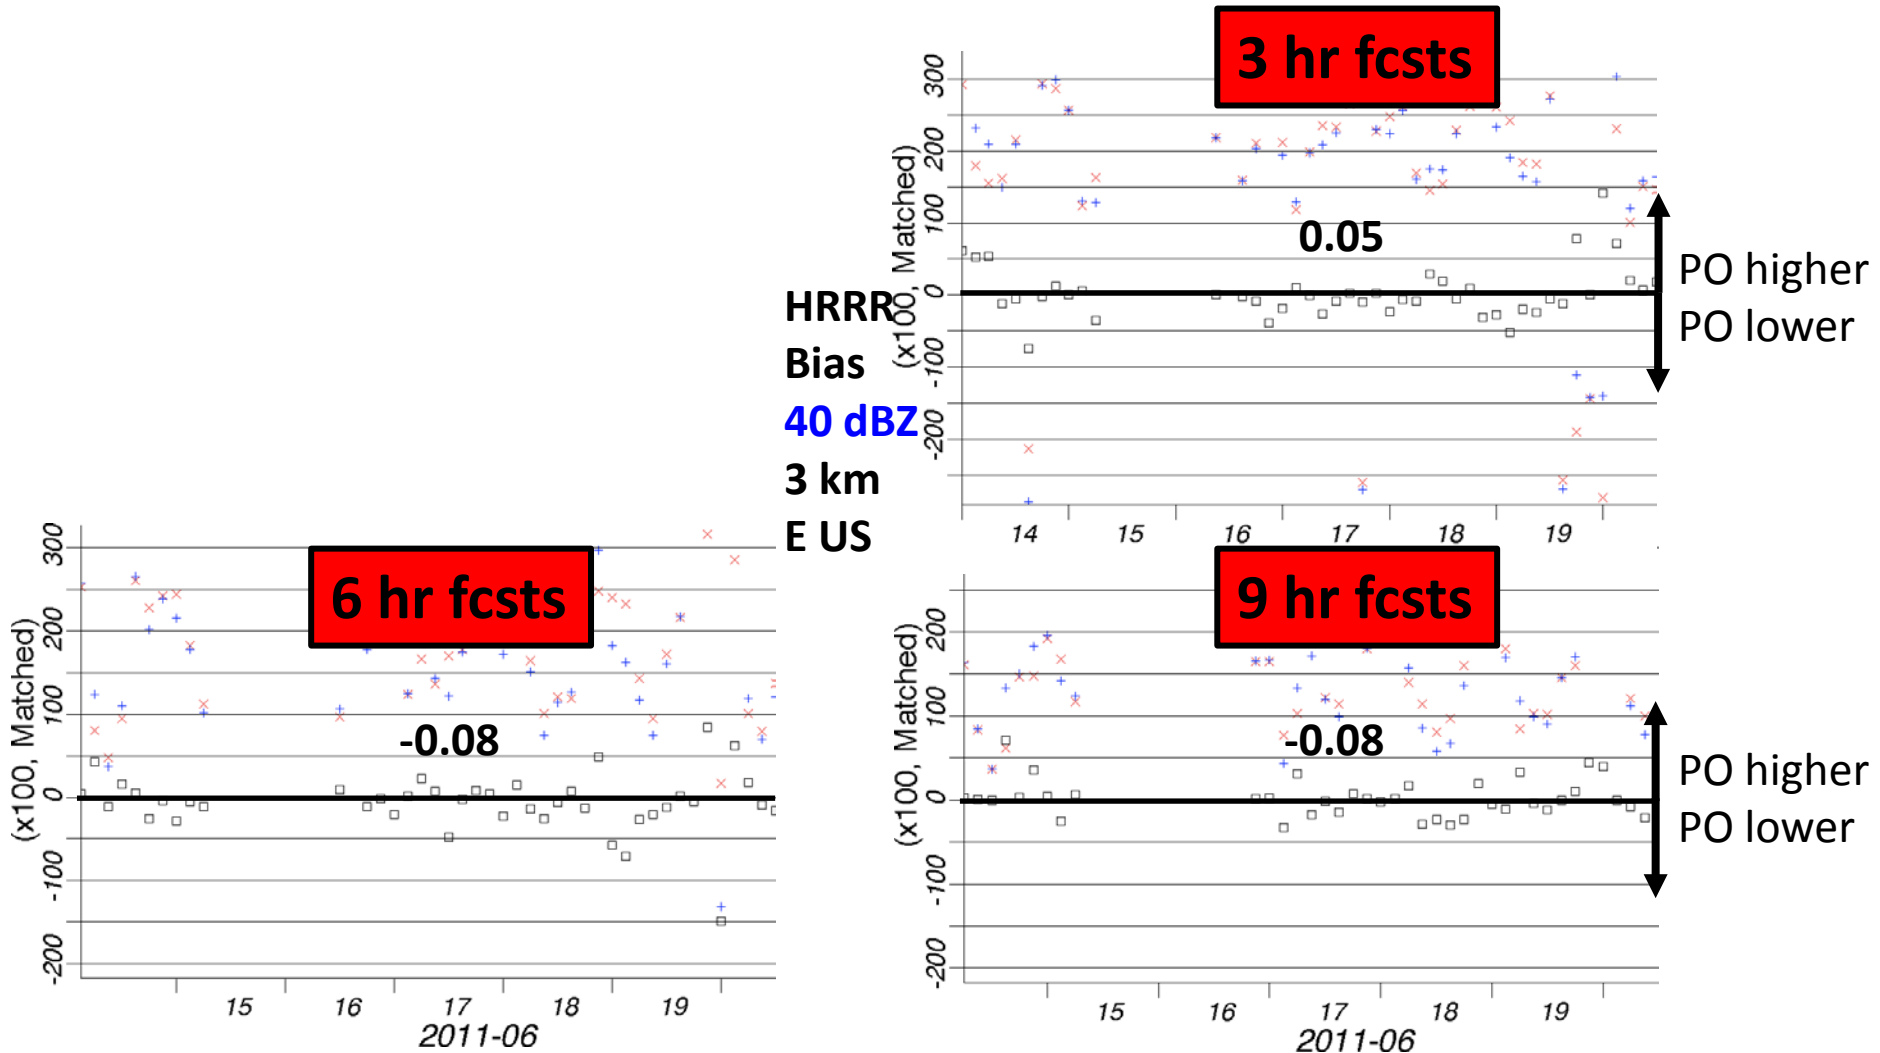 3 hr fcsts
(x100, Matched)
300
200
100
0
-100
-200
0.05
PO higher
PO lower
14 15 16 17 18 19
HRRR
Bias
40 dBZ
3 km
E US
6 hr fcsts
(x100, Matched)
300
200
100
0
-100
-200
-0.08
15 16 17 18 19
2011-06
9 hr fcsts
(x100, Matched)
200
100
0
-100
-200
-0.08
PO higher
PO lower
15 16 17 18 19
2011-06